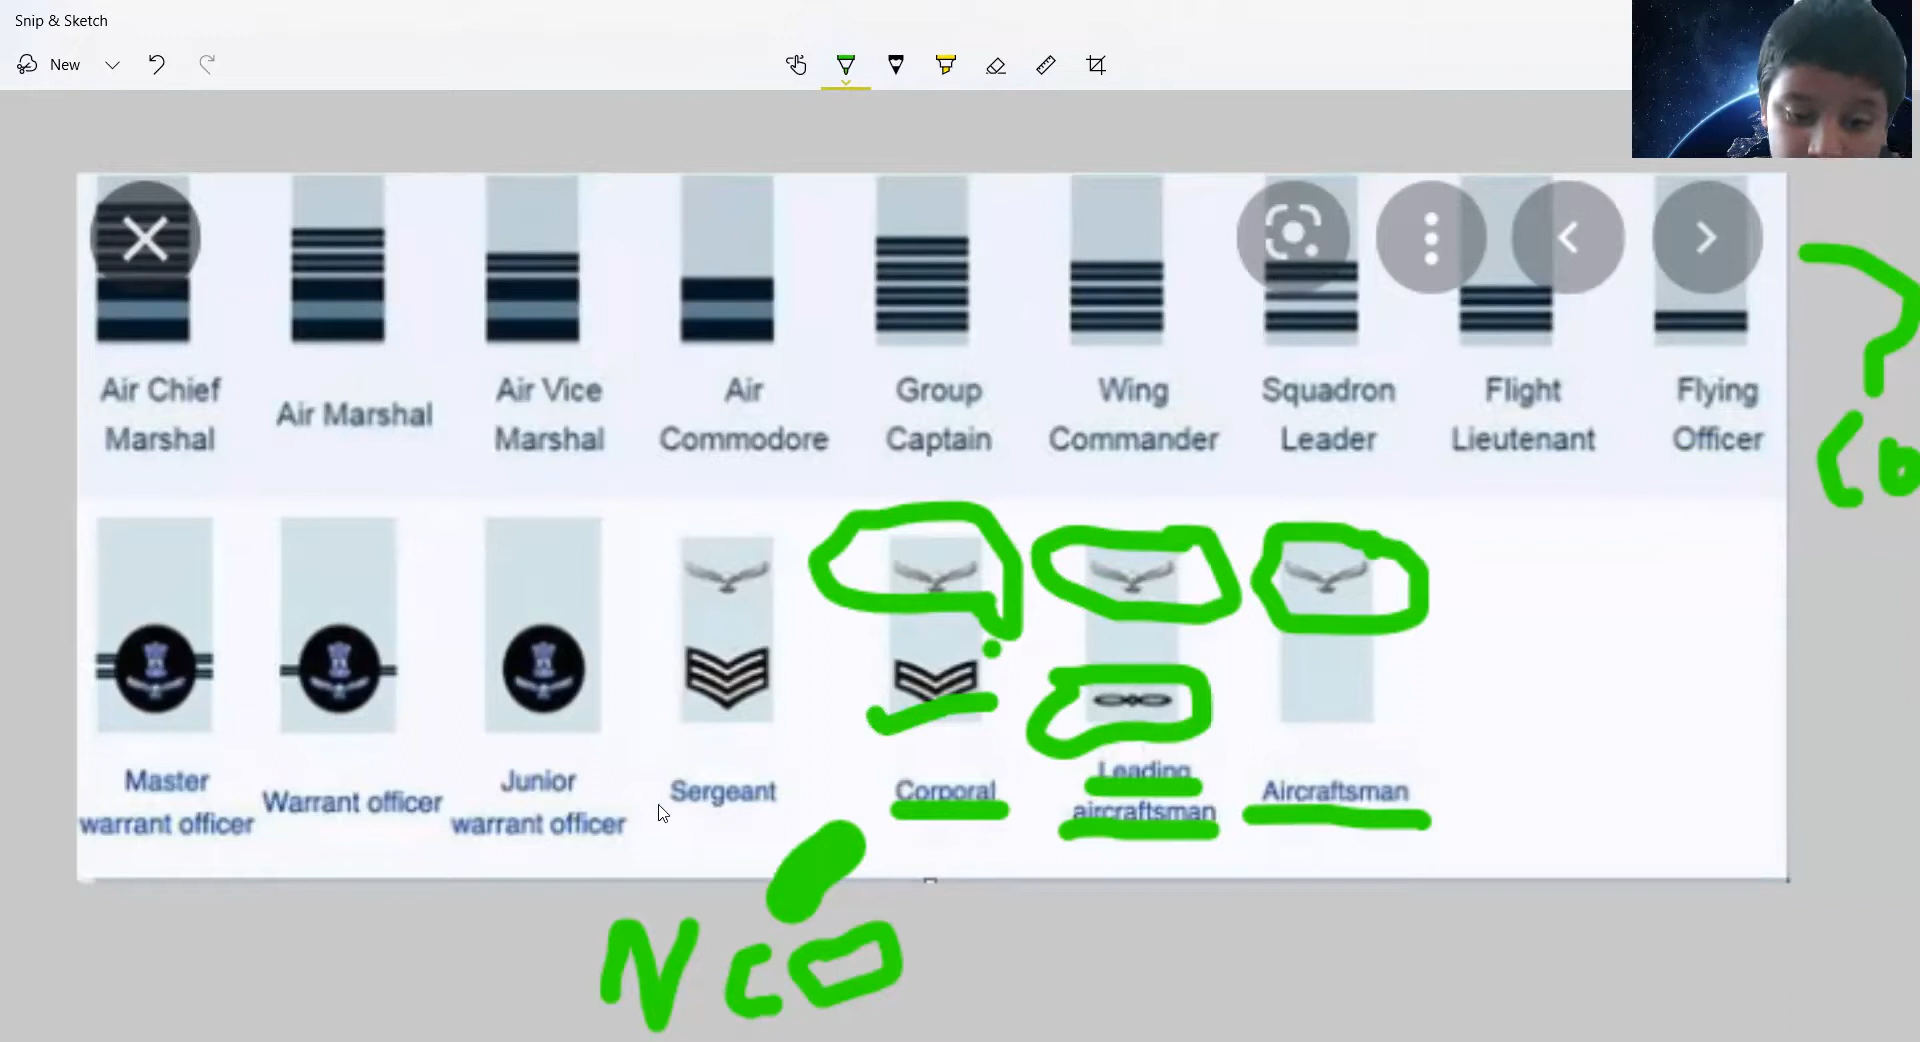 Snip & Sketch
New
Air Chief Marshal
Air Marshal
Air Vice Marshal
Air Commodore
Group Captain
Wing Commander
Squadron Leader
Flight Lieutenant
Flying Officer
Co
Master warrant officer
Warrant officer
Junior warrant officer
Sergeant
Corporal
Leading aircraftsman
Aircraftsman
NCO